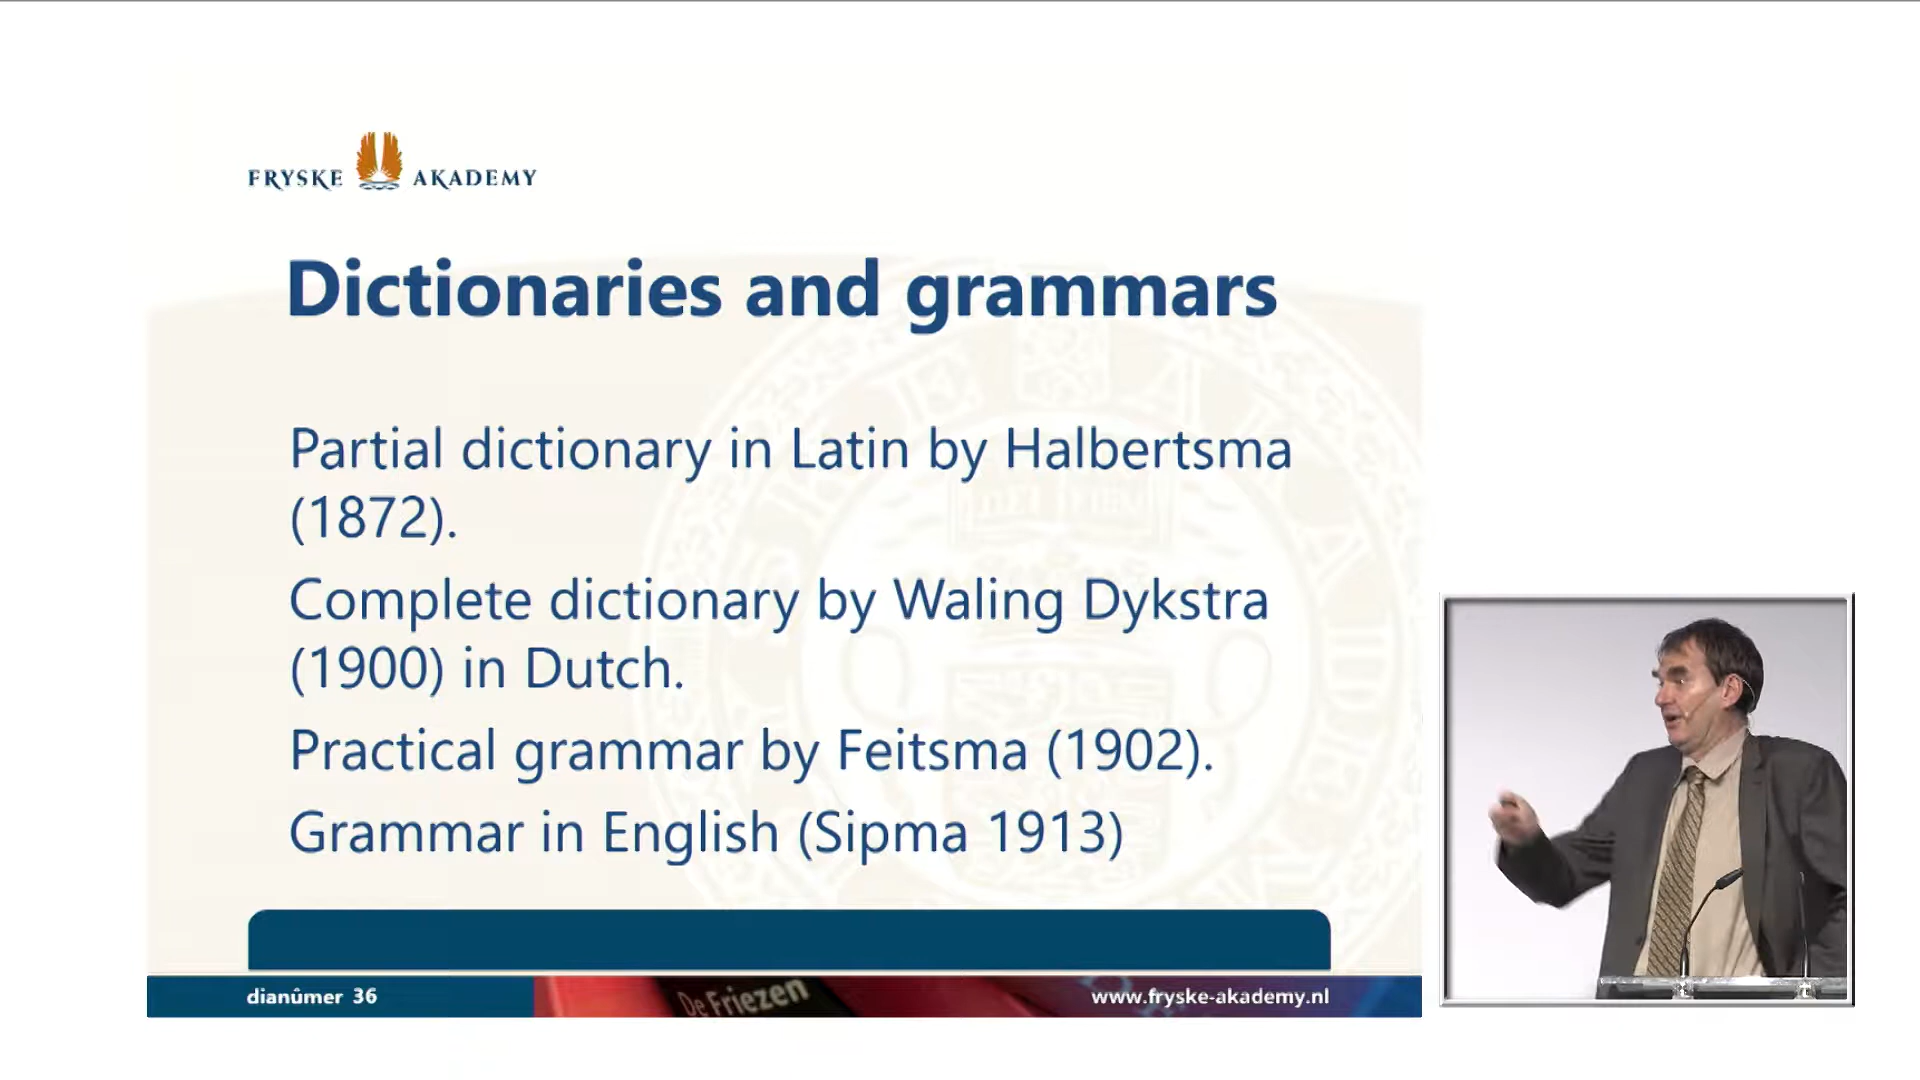 FRYSKE AKADEMY
Dictionaries and grammars
Partial dictionary in Latin by Halbertsma
(1872).
Complete dictionary by Waling Dykstra
(1900) in Dutch.
Practical grammar by Feitsma (1902).
Grammar in English (Sipma 1913)
dianûmer 36
De Friezen
www.fryske-akademy.nl